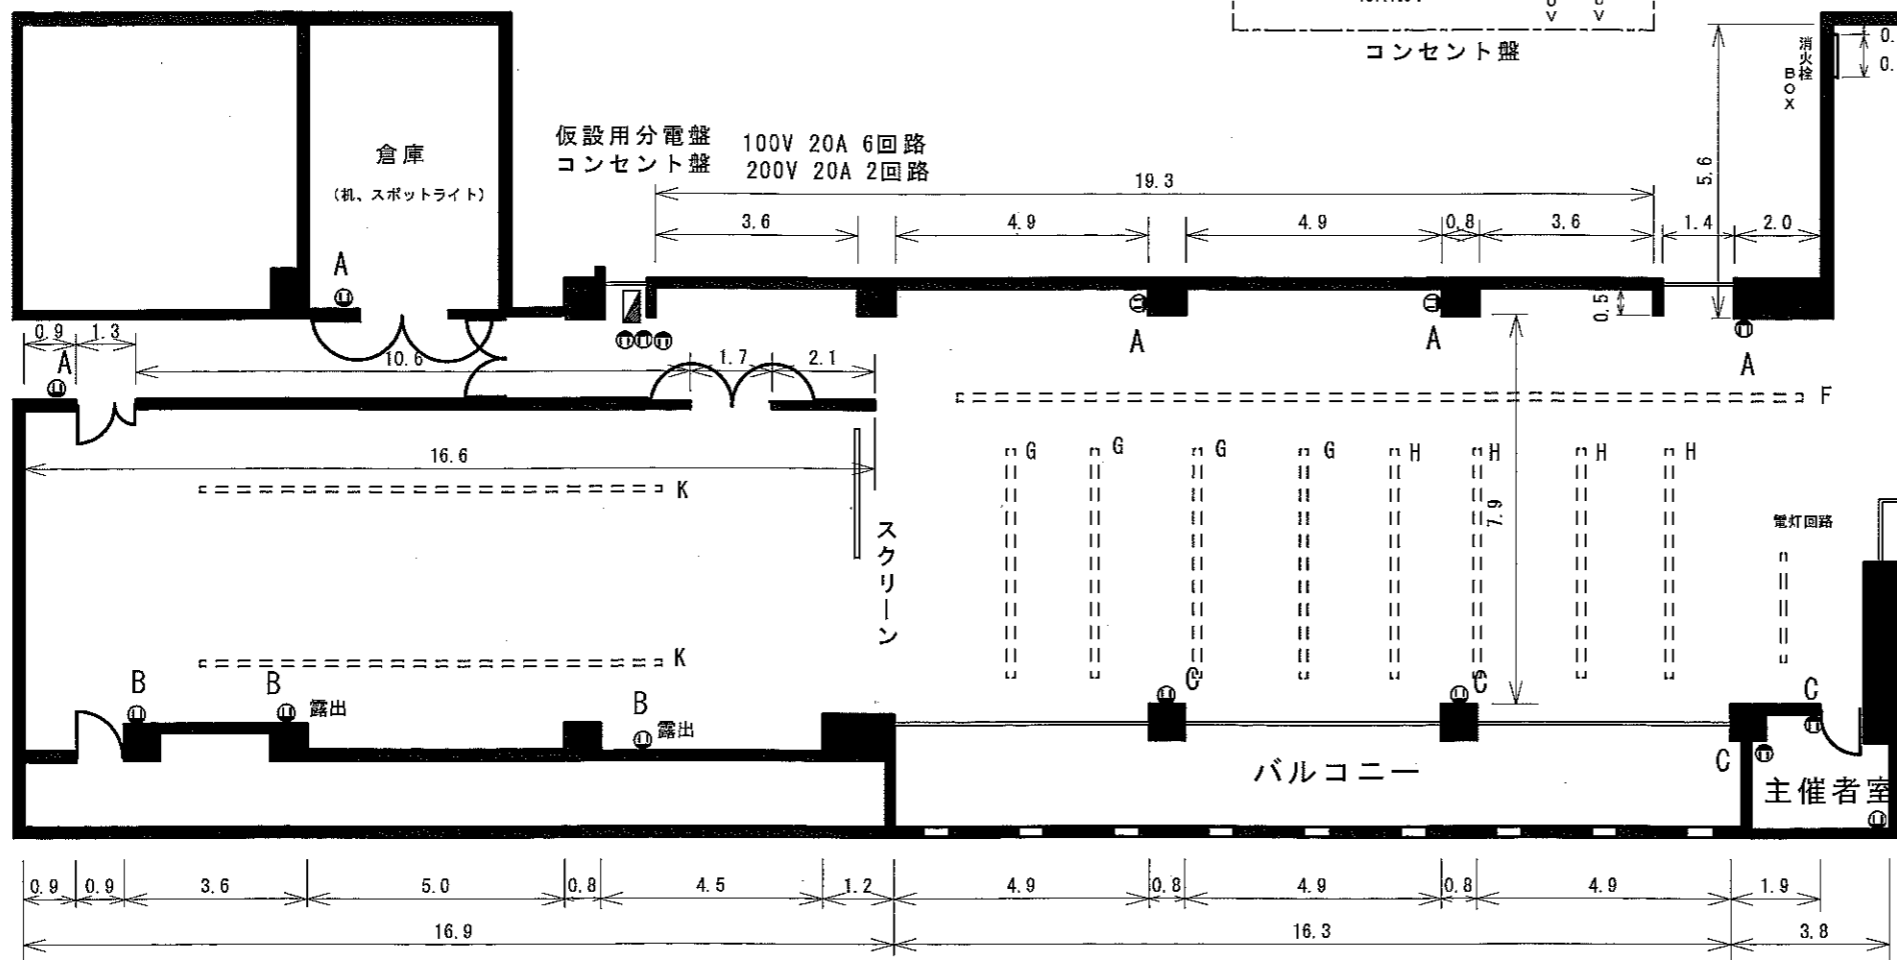 コンセント盤
消火栓
BOX
0.
0.
仮設用分電盤 100V 20A 6回路
コンセント盤 200V 20A 2回路
倉庫
(机、スポットライト)
5.6
19.3
3.6 4.9 4.9 0.8 3.6 1.4 2.0
A
0.5
0.9 1.3
A
10.6 1.7 2.1
A A A
F
16.6
G G G G H H H H
K
7.9
スクリーン
電灯回路
K
B B 露出
B 露出
C C C
C
バルコニー
主催者室
0.9 0.9 3.6 5.0 0.8 4.5 1.2 4.9 0.8 4.9 0.8 4.9 1.9
16.9 16.3 3.8